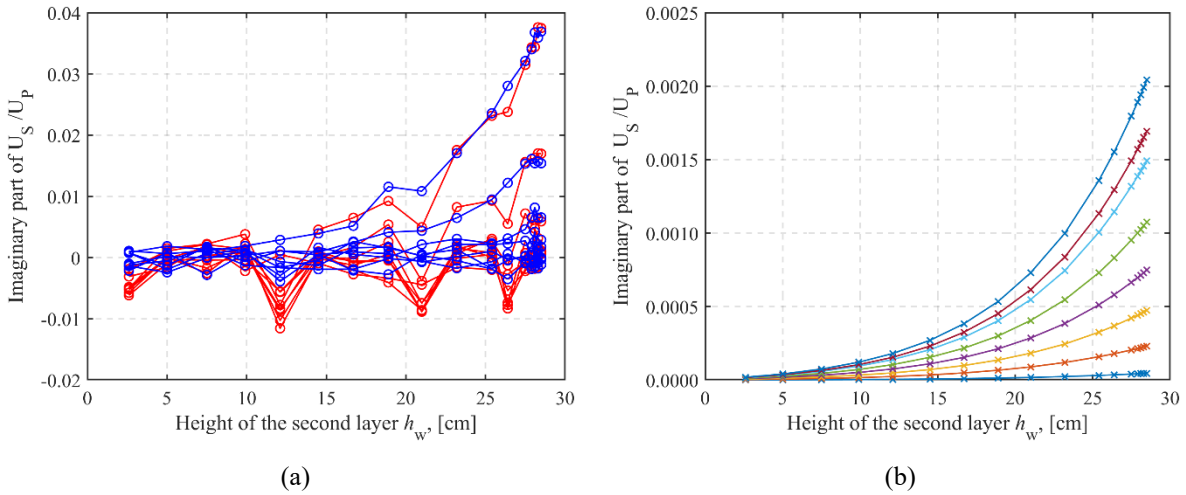 0.04
0.03
0.02
0.01
0
-0.01
-0.02
Imaginary part of U_S /U_P
0 5 10 15 20 25 30
Height of the second layer h_w, [cm]
(a)
0.0025
0.0020
0.0015
0.0010
0.0005
0.0000
Imaginary part of U_S /U_P
0 5 10 15 20 25 30
Height of the second layer h_w, [cm]
(b)